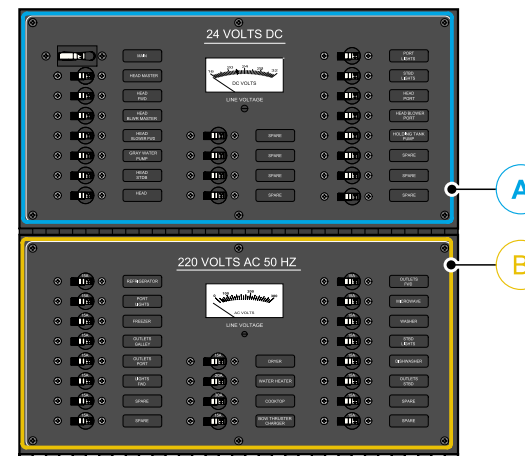 24 VOLTS DC
MAIN
HEAD MASTER
HEAD
FWD
HEAD
BLWR MASTER
HEAD
BLOWER FWD
GRAY WATER
PUMP
HEAD
STDB
HEAD
DC VOLTS
LINE VOLTAGE
SPARE
SPARE
SPARE
SPARE
PORT
LIGHTS
STBD
LIGHTS
HEAD
PORT
HEAD BLOWER
PORT
HOLDING TANK
PUMP
SPARE
SPARE
SPARE
A
220 VOLTS AC 50 HZ
REFRIGERATOR
PORT
LIGHTS
FREEZER
OUTLETS
GALLEY
OUTLETS
PORT
LIGHTS
FWD
SPARE
SPARE
AC VOLTS
LINE VOLTAGE
DRYER
WATER HEATER
COOKTOP
BOW THRUSTER
CHARGER
OUTLETS
FWD
MICROWAVE
WASHER
STBD
LIGHTS
DISHWASHER
OUTLETS
STBD
SPARE
SPARE
B